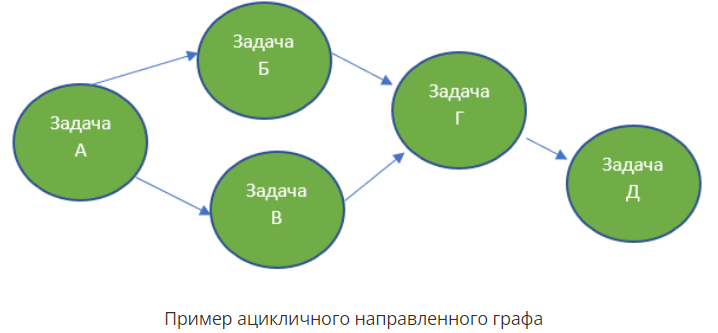 Задача
Б
Задача
А
Задача
Г
Задача
В
Задача
Д
Пример ацикличного направленного графа